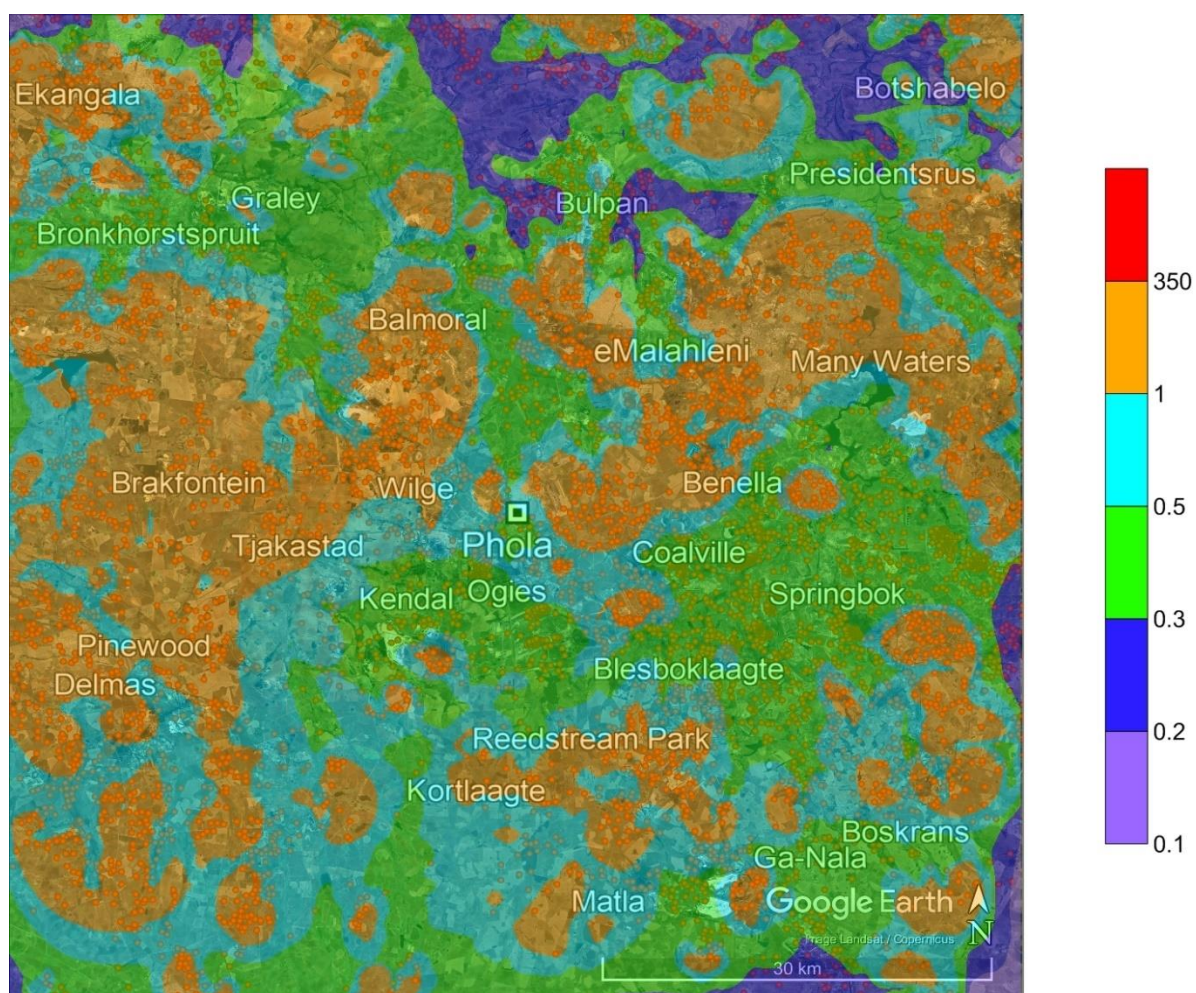 Ekangala
Botshabelo
350
Presidentsrus
Graley
Bulpan
Bronkhorstspruit
Balmoral
eMalahleni
Many Waters
1
Brakfontein
Wilge
Benella
0.5
Tjakastad
Phola
Coalville
Kendal
Ogies
Springbok
0.3
Pinewood
Blesboklaagte
Delmas
0.2
Reedstream Park
Kortlaagte
Boskrans
0.1
Ga-Nala
Matla
Google Earth
N
Image Landsat / Copernicus
30 km